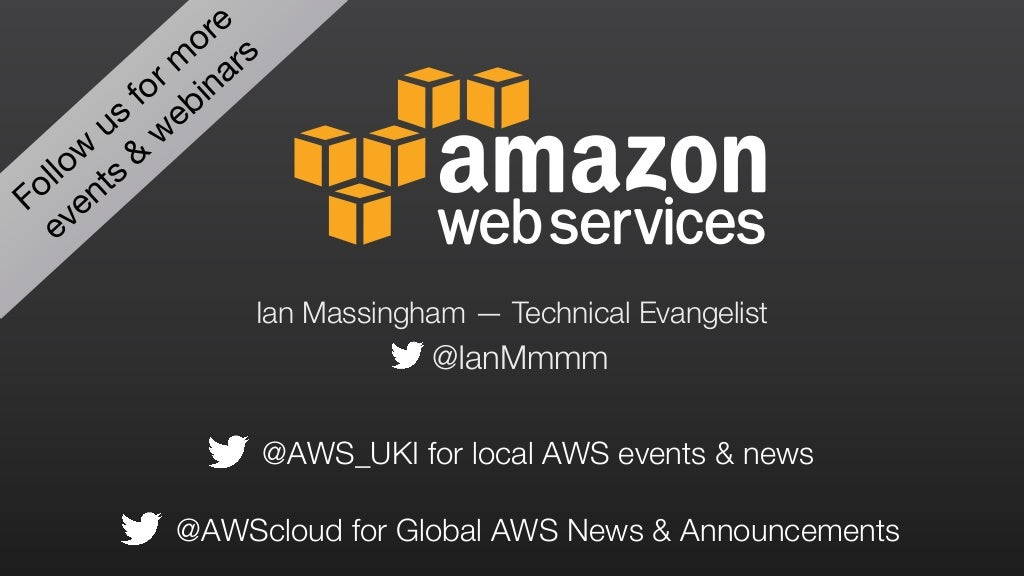 Follow us for more
events & webinars
amazon
web services
Ian Massingham — Technical Evangelist
@IanMmmm
@AWS_UKI for local AWS events & news
@AWScloud for Global AWS News & Announcements